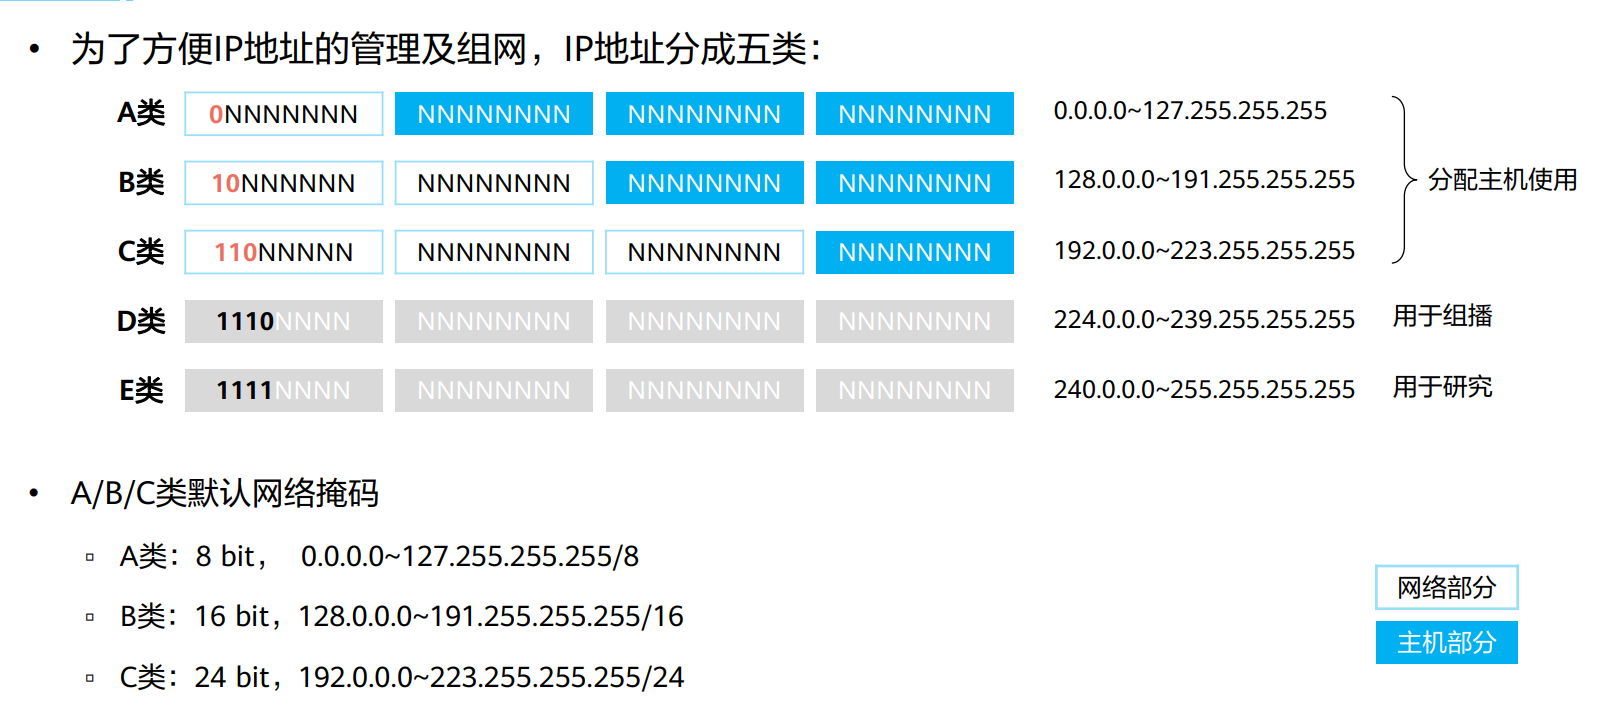 • 为了方便IP地址的管理及组网，IP地址分成五类：
A类 0NNNNNNN NNNNNNNN NNNNNNNN NNNNNNNN 0.0.0.0~127.255.255.255
B类 10NNNNNN NNNNNNNN NNNNNNNN NNNNNNNN 128.0.0.0~191.255.255.255 分配主机使用
C类 110NNNNN NNNNNNNN NNNNNNNN NNNNNNNN 192.0.0.0~223.255.255.255
D类 1110NNNN NNNNNNNN NNNNNNNN NNNNNNNN 224.0.0.0~239.255.255.255 用于组播
E类 1111NNNN NNNNNNNN NNNNNNNN NNNNNNNN 240.0.0.0~255.255.255.255 用于研究
• A/B/C类默认网络掩码
▫ A类：8 bit， 0.0.0.0~127.255.255.255/8
▫ B类：16 bit，128.0.0.0~191.255.255.255/16
▫ C类：24 bit，192.0.0.0~223.255.255.255/24
网络部分
主机部分